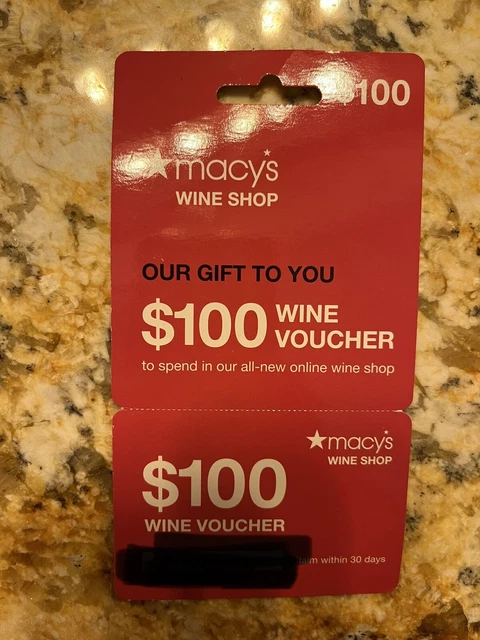 $100
macy's
WINE SHOP
OUR GIFT TO YOU
$100 WINE
VOUCHER
to spend in our all-new online wine shop
macy's
WINE SHOP
$100
WINE VOUCHER
within 30 days